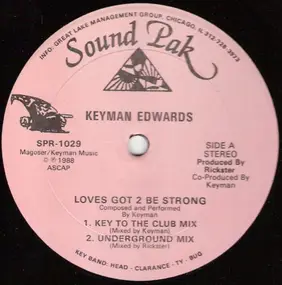 INFO: GREAT LAKE MANAGEMENT GROUP, CHICAGO, IL 312-728-3973
Sound Pak
KEYMAN EDWARDS
SPR-1029
Magoser/Keyman Music
© ℗ 1988
ASCAP
SIDE A
STEREO
Produced By
Rickster
Co-Produced By
Keyman
LOVES GOT 2 BE STRONG
Composed and Performed
By Keyman
1. KEY TO THE CLUB MIX
(Mixed by Keyman)
2. UNDERGROUND MIX
(Mixed by Rickster)
KEY BAND: HEAD - CLARANCE - TY - BUG